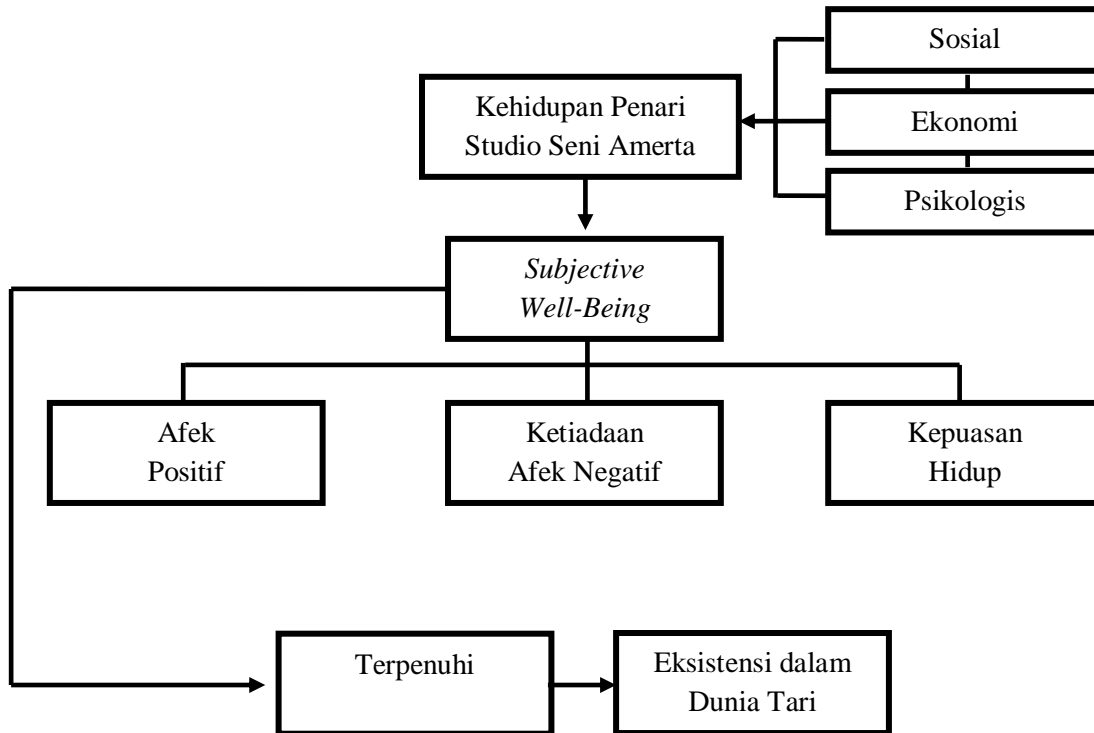 Sosial
Kehidupan Penari
Studio Seni Amerta
Ekonomi
Psikologis
Subjective
Well-Being
Afek
Positif
Ketiadaan
Afek Negatif
Kepuasan
Hidup
Terpenuhi
Eksistensi dalam
Dunia Tari